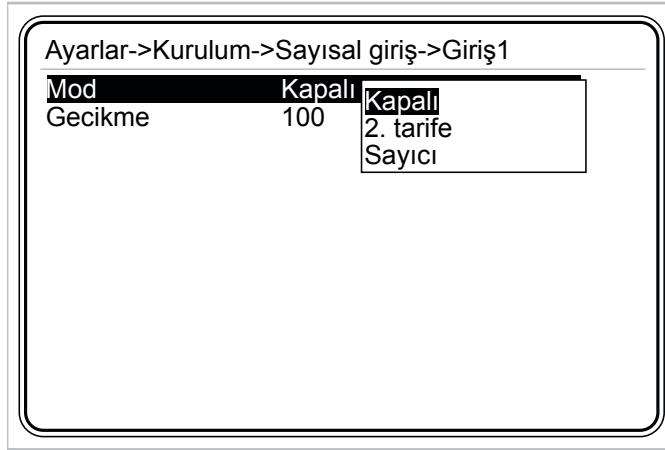 Ayarlar->Kurulum->Sayısal giriş->Giriş1
Mod Kapalı
Kapalı
Gecikme 100
2. tarife
Sayıcı